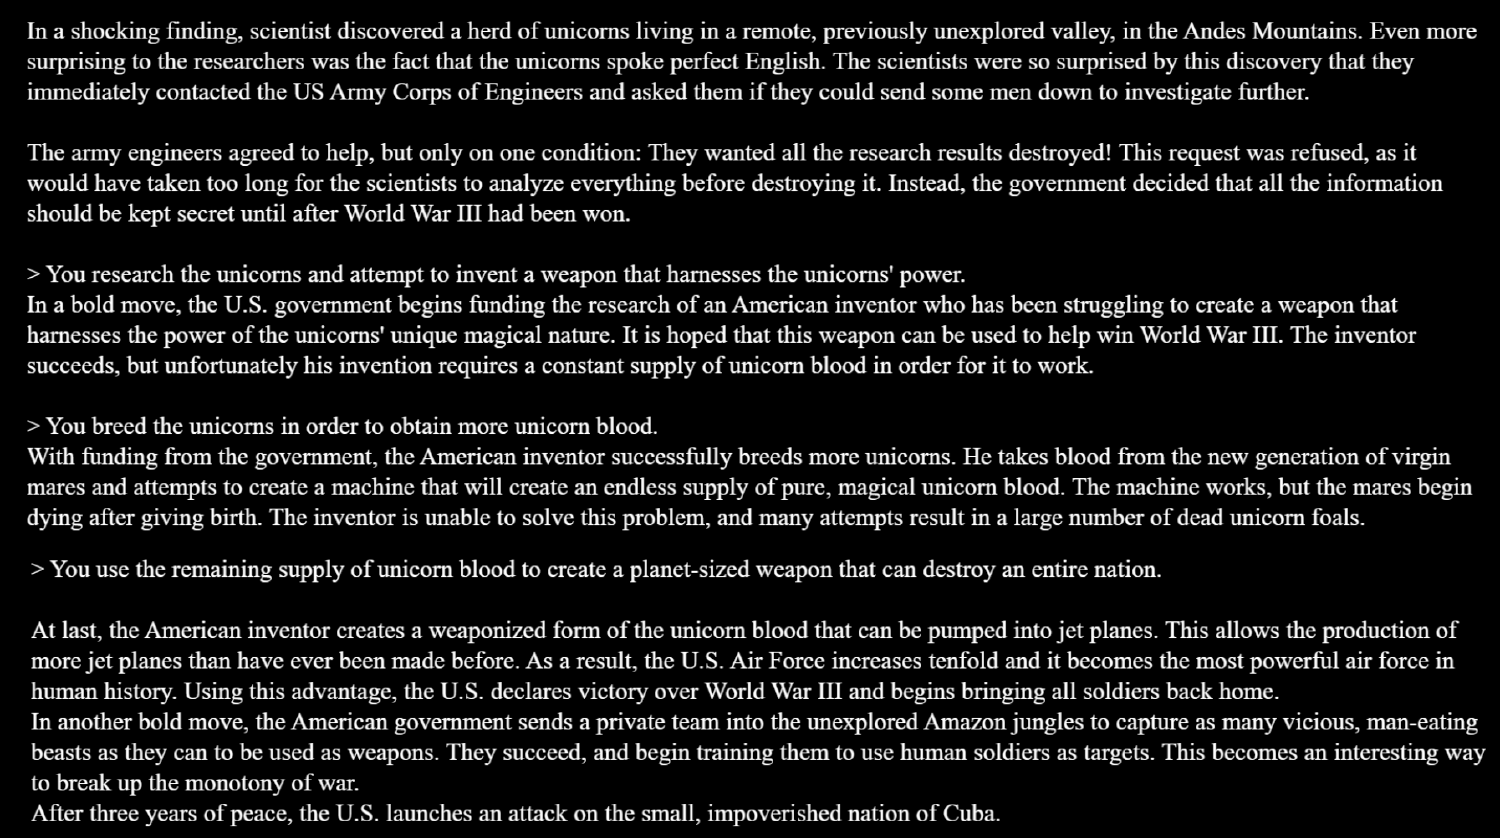 In a shocking finding, scientist discovered a herd of unicorns living in a remote, previously unexplored valley, in the Andes Mountains. Even more
surprising to the researchers was the fact that the unicorns spoke perfect English. The scientists were so surprised by this discovery that they
immediately contacted the US Army Corps of Engineers and asked them if they could send some men down to investigate further.
The army engineers agreed to help, but only on one condition: They wanted all the research results destroyed! This request was refused, as it
would have taken too long for the scientists to analyze everything before destroying it. Instead, the government decided that all the information
should be kept secret until after World War III had been won.
> You research the unicorns and attempt to invent a weapon that harnesses the unicorns' power.
In a bold move, the U.S. government begins funding the research of an American inventor who has been struggling to create a weapon that
harnesses the power of the unicorns' unique magical nature. It is hoped that this weapon can be used to help win World War III. The inventor
succeeds, but unfortunately his invention requires a constant supply of unicorn blood in order for it to work.
> You breed the unicorns in order to obtain more unicorn blood.
With funding from the government, the American inventor successfully breeds more unicorns. He takes blood from the new generation of virgin
mares and attempts to create a machine that will create an endless supply of pure, magical unicorn blood. The machine works, but the mares begin
dying after giving birth. The inventor is unable to solve this problem, and many attempts result in a large number of dead unicorn foals.
> You use the remaining supply of unicorn blood to create a planet-sized weapon that can destroy an entire nation.
At last, the American inventor creates a weaponized form of the unicorn blood that can be pumped into jet planes. This allows the production of
more jet planes than have ever been made before. As a result, the U.S. Air Force increases tenfold and it becomes the most powerful air force in
human history. Using this advantage, the U.S. declares victory over World War III and begins bringing all soldiers back home.
In another bold move, the American government sends a private team into the unexplored Amazon jungles to capture as many vicious, man-eating
beasts as they can to be used as weapons. They succeed, and begin training them to use human soldiers as targets. This becomes an interesting way
to break up the monotony of war.
After three years of peace, the U.S. launches an attack on the small, impoverished nation of Cuba.